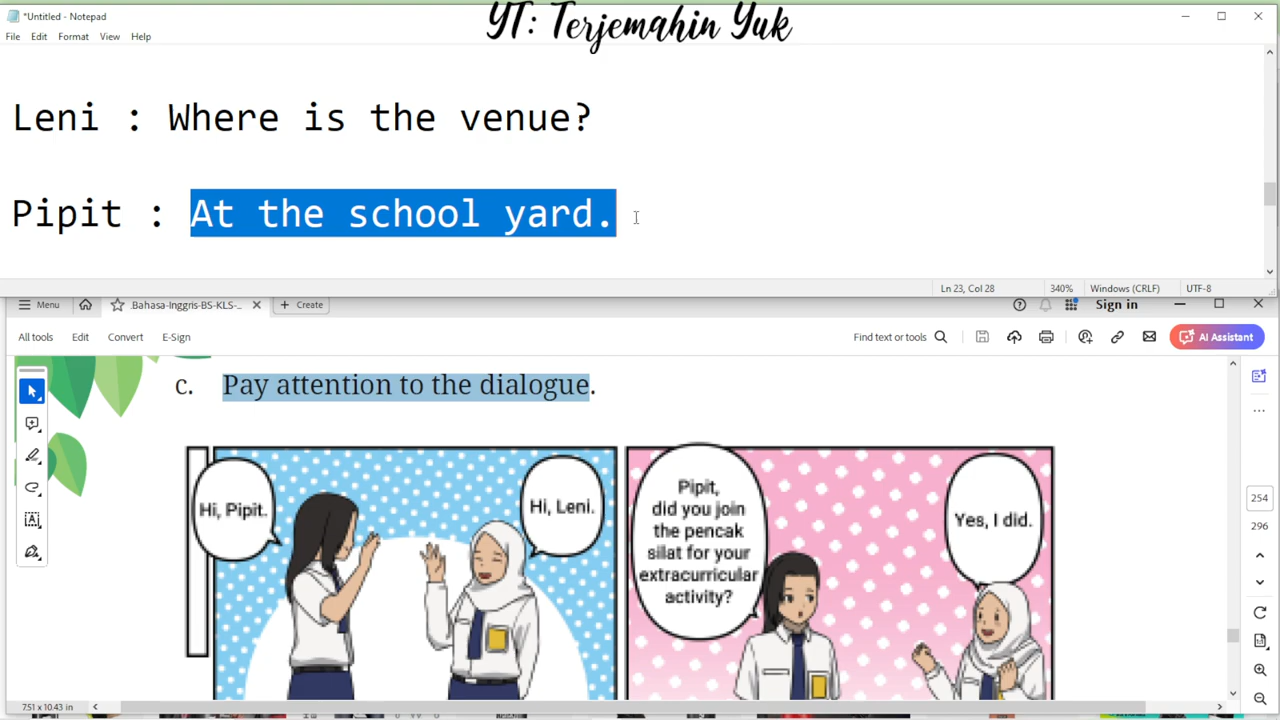 *Untitled - Notepad
YT: Terjemahin Yuk
File Edit Format View Help
Leni : Where is the venue?
Pipit : At the school yard.
Ln 23, Col 28 340% Windows (CRLF) UTF-8
Menu Bahasa-Inggris-BS-KLS-... Create Sign in
All tools Edit Convert E-Sign Find text or tools AI Assistant
c. Pay attention to the dialogue.
Hi, Pipit.
Hi, Leni.
Pipit,
did you join
the pencak
silat for your
extracurricular
activity?
Yes, I did.
254
296
7.51 x 10.43 in